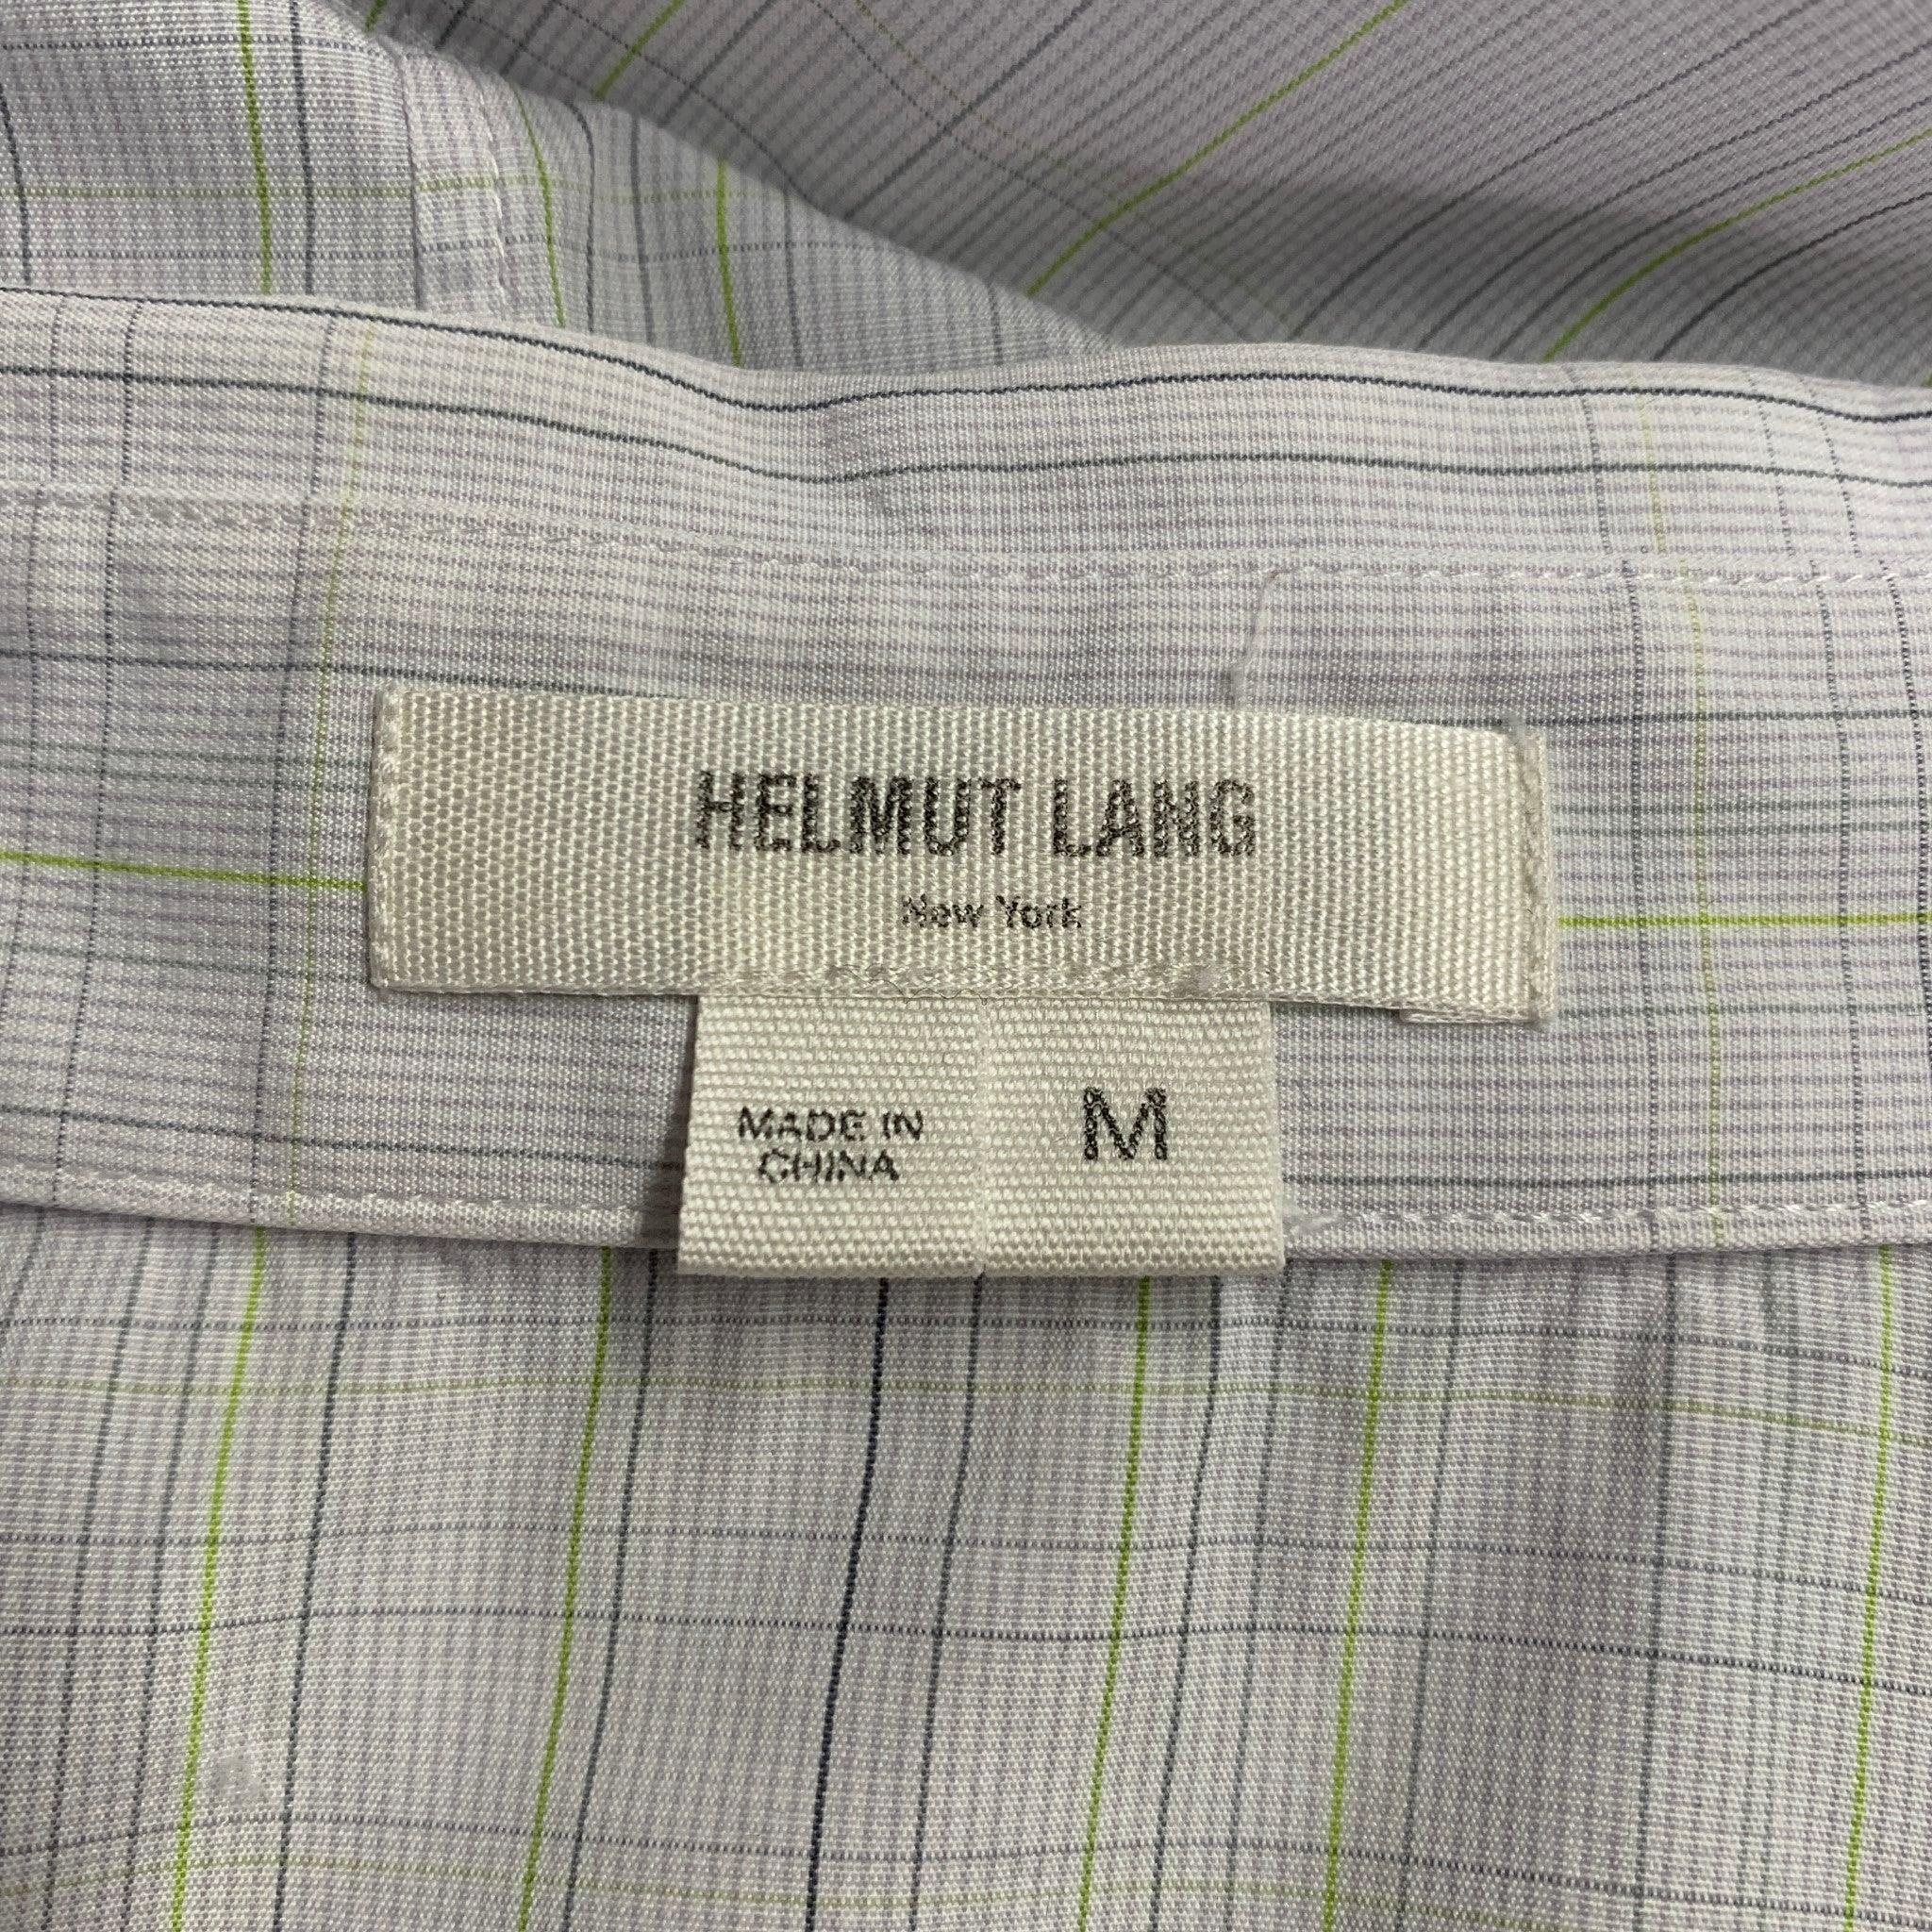 HELMUT LANG
New York
MADE IN
CHINA
M